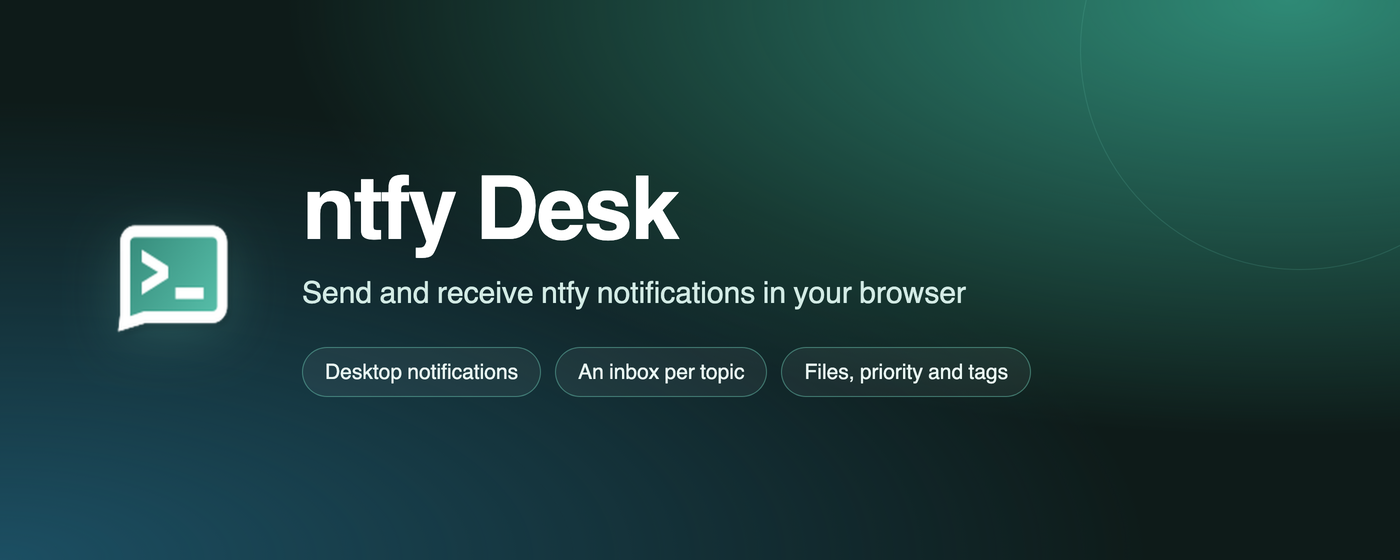 ntfy Desk
Send and receive ntfy notifications in your browser
Desktop notifications
An inbox per topic
Files, priority and tags